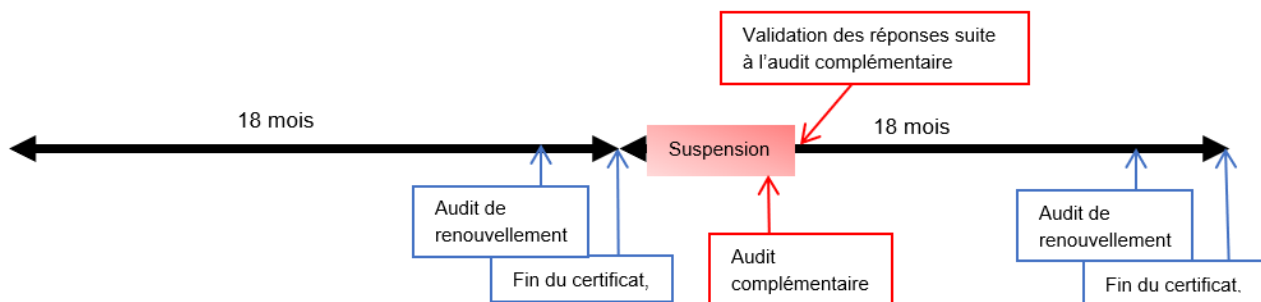 Validation des réponses suite
à l'audit complémentaire
18 mois
18 mois
Suspension
Audit de
renouvellement
Fin du certificat,
Audit
complémentaire
Audit de
renouvellement
Fin du certificat,